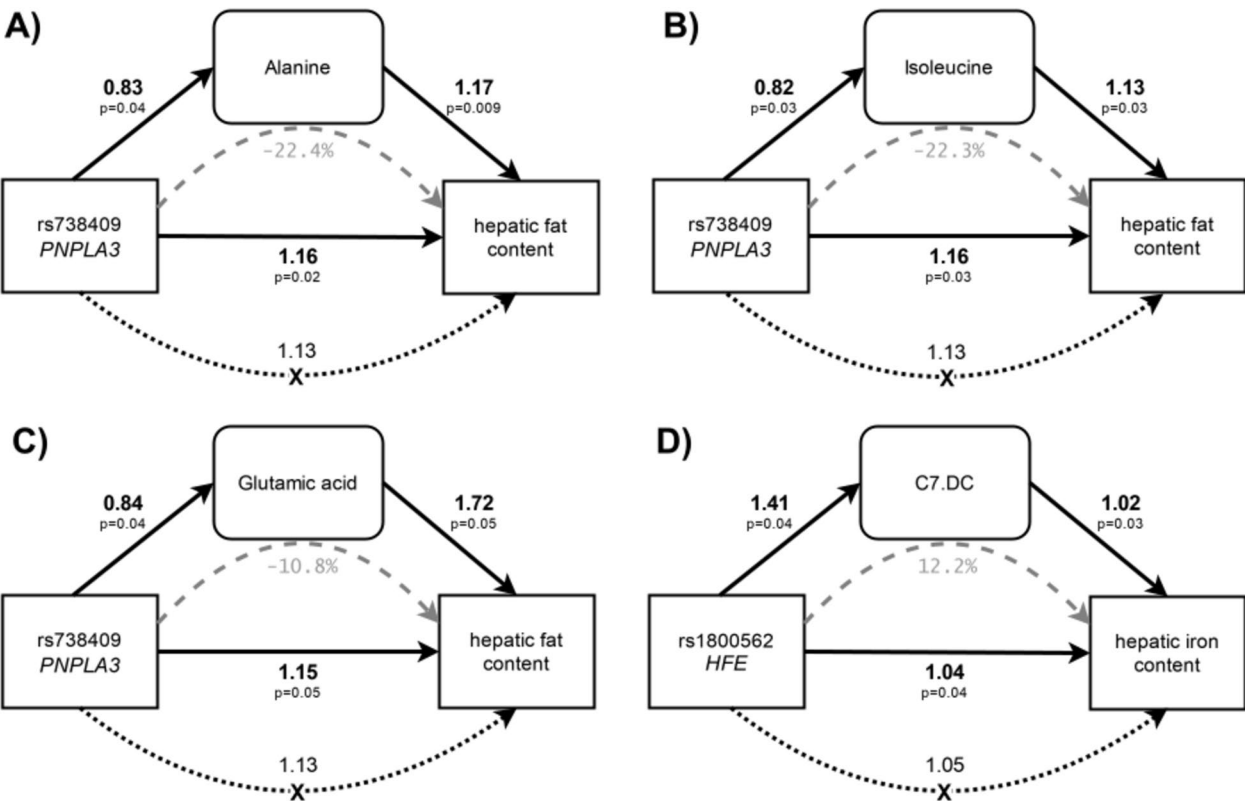 A)
Alanine
0.83
p=0.04
1.17
p=0.009
-22.4%
rs738409
PNPLA3
hepatic fat
content
1.16
p=0.02
1.13
X
B)
Isoleucine
0.82
p=0.03
1.13
p=0.03
-22.3%
rs738409
PNPLA3
hepatic fat
content
1.16
p=0.03
1.13
X
C)
Glutamic acid
0.84
p=0.04
1.72
p=0.05
-10.8%
rs738409
PNPLA3
hepatic fat
content
1.15
p=0.05
1.13
X
D)
C7.DC
1.41
p=0.04
1.02
p=0.03
12.2%
rs1800562
HFE
hepatic iron
content
1.04
p=0.04
1.05
X